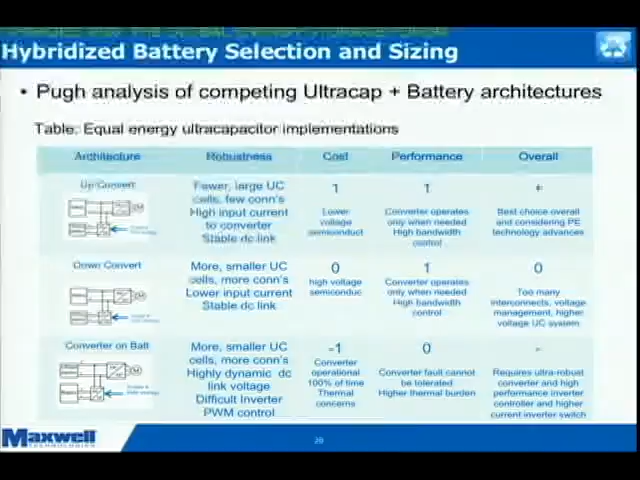 Hybridized Battery Selection and Sizing
• Pugh analysis of competing Ultracap + Battery architectures
Table: Equal energy ultracapacitor implementations
Architecture Robustness Cost Performance Overall
Up Convert
Fewer, large UC
cells, few conn's
High input current
to converter
Stable dc link
1
Lower
voltage
semiconduct
1
Converter operates
only when needed
High bandwidth
control
+
Best choice overall
and considering PE
technology advances
Down Convert
More, smaller UC
cells, more conn's
Lower input current
Stable dc link
0
high voltage
semiconduc
1
Converter operates
only when needed
High bandwidth
control
0
Too many
interconnects, voltage
management, higher
voltage UC system
Converter on Batt
More, smaller UC
cells, more conn's
Highly dynamic dc
link voltage
Difficult Inverter
PWM control
-1
Converter
operational
100% of time
Thermal
concerns
0
Converter fault cannot
be tolerated
Higher thermal burden
-
Requires ultra-robust
converter and high
performance inverter
controller and higher
current inverter switch
Maxwell
TECHNOLOGIES
20